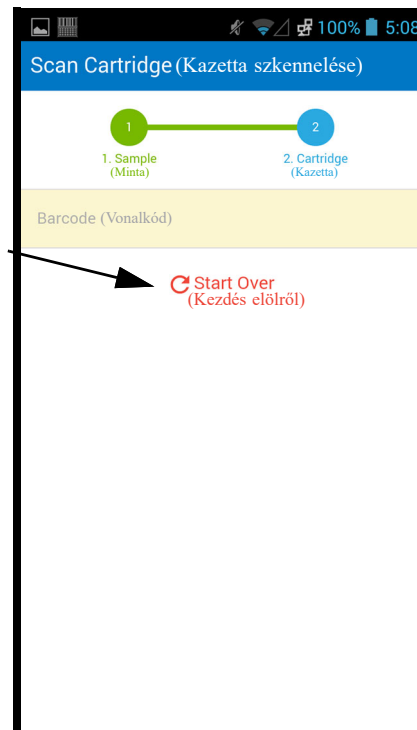 100% 5:08
Scan Cartridge (Kazetta szkennelése)
1 2
1. Sample 2. Cartridge
(Minta) (Kazetta)
Barcode (Vonalkód)
Start Over
(Kezdés elölről)